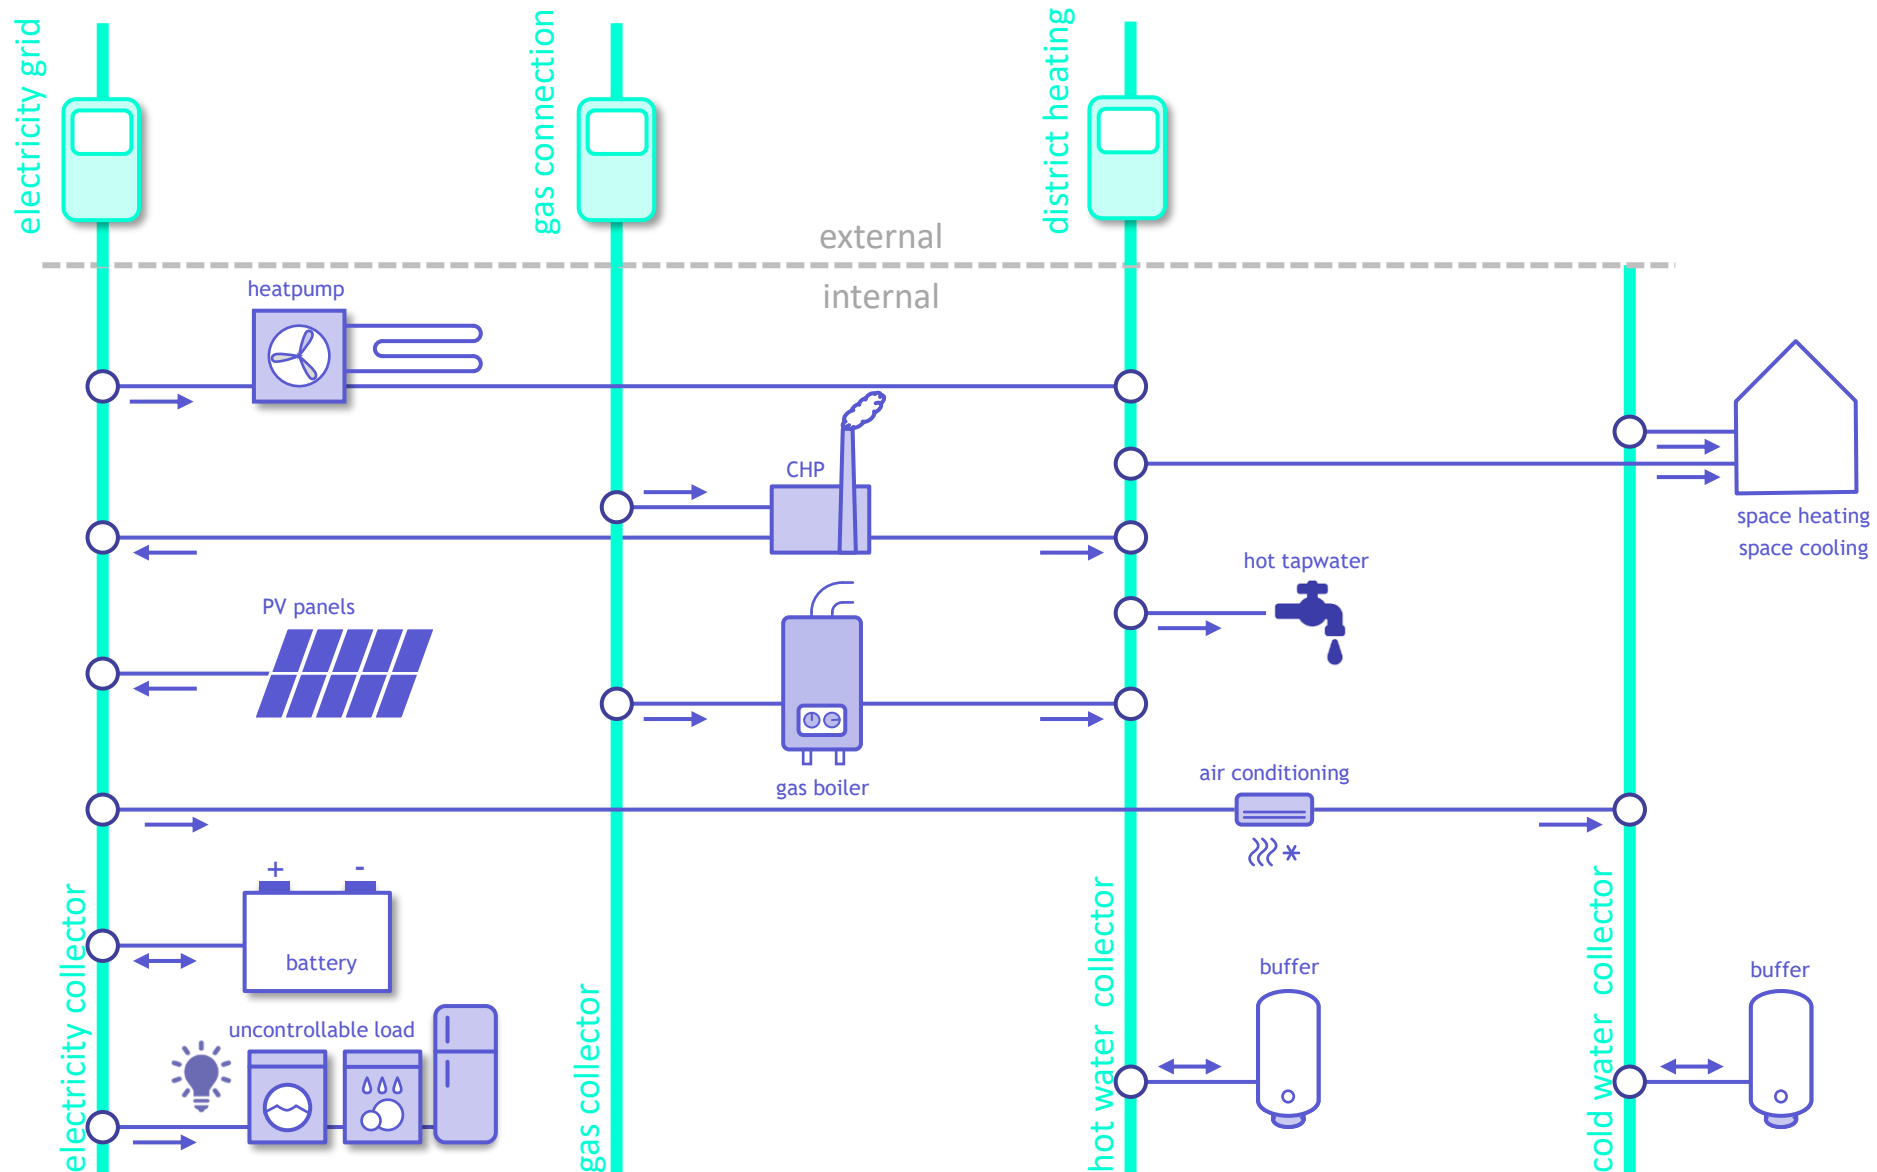 electricity grid
gas connection
district heating
external
internal
heatpump
CHP
space heating
space cooling
hot tapwater
PV panels
gas boiler
air conditioning
+ -
battery
buffer
buffer
uncontrollable load
electricity collector
gas collector
hot water collector
cold water collector